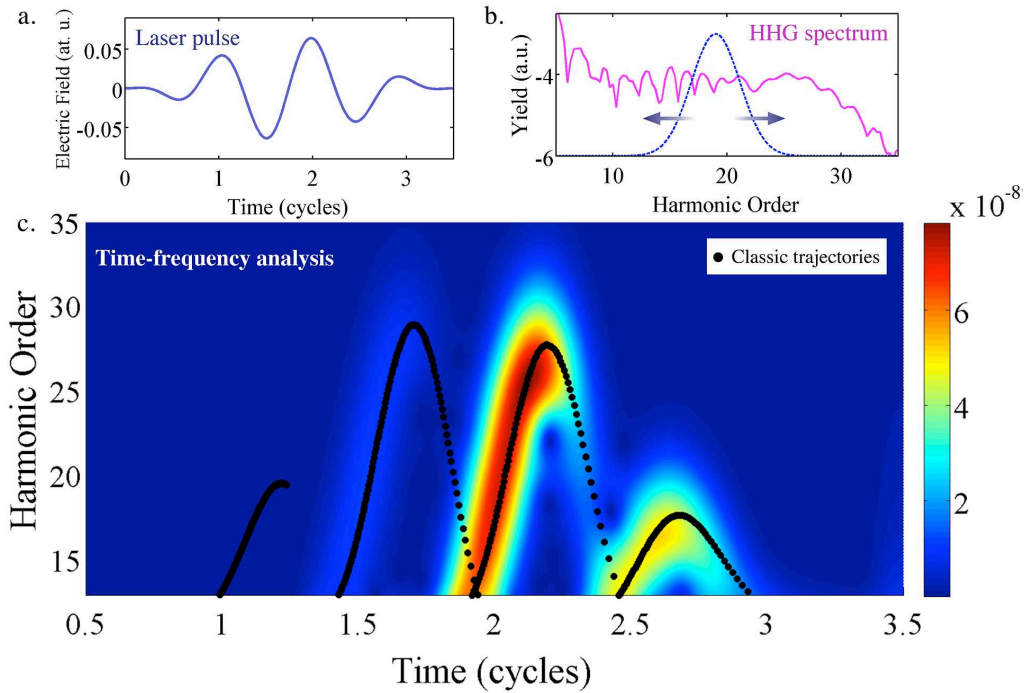 a.
Laser pulse
Electric Field (at. u.)
0.05
0
-0.05
0 1 2 3
Time (cycles)
b.
HHG spectrum
Yield (a.u.)
-4
-6
10 20 30
Harmonic Order
c.
Time-frequency analysis
Classic trajectories
Harmonic Order
35
30
25
20
15
0.5 1 1.5 2 2.5 3 3.5
Time (cycles)
x 10-8
6
4
2